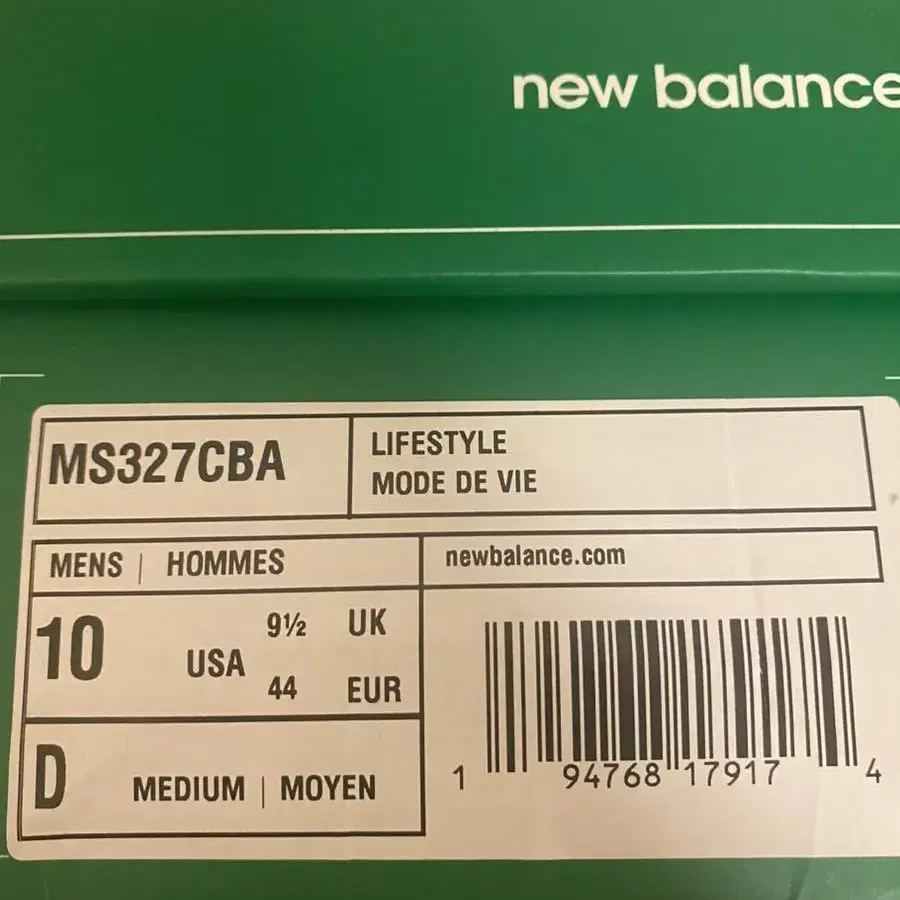 new balance
MS327CBA
LIFESTYLE
MODE DE VIE
MENS | HOMMES
newbalance.com
10 USA
9½ UK
44 EUR
D MEDIUM | MOYEN
1 94768 17917 4